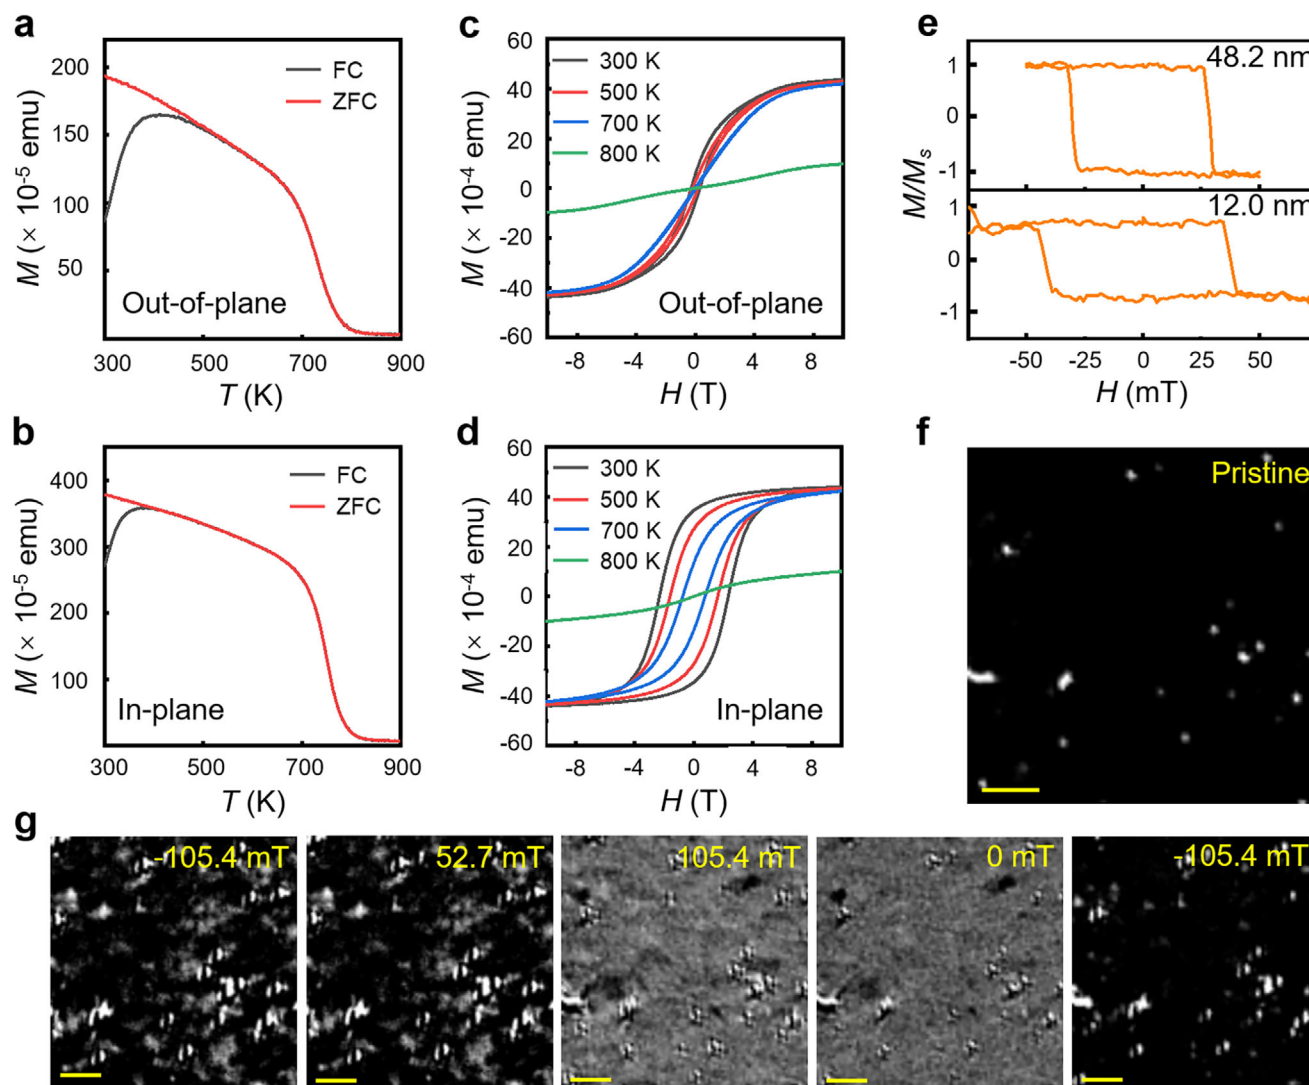 a
200
150
100
50
M (× 10⁻⁵ emu)
FC
ZFC
Out-of-plane
300 500 700 900
T (K)
c
60
40
20
0
-20
-40
-60
M (× 10⁻⁴ emu)
300 K
500 K
700 K
800 K
Out-of-plane
-8 -4 0 4 8
H (T)
e
48.2 nm
1
0
-1
M/Mₛ
12.0 nm
1
0
-1
-50 -25 0 25 50
H (mT)
b
400
300
200
100
M (× 10⁻⁵ emu)
FC
ZFC
In-plane
300 500 700 900
T (K)
d
60
40
20
0
-20
-40
-60
M (× 10⁻⁴ emu)
300 K
500 K
700 K
800 K
In-plane
-8 -4 0 4 8
H (T)
f
Pristine
g
-105.4 mT
52.7 mT
105.4 mT
0 mT
-105.4 mT